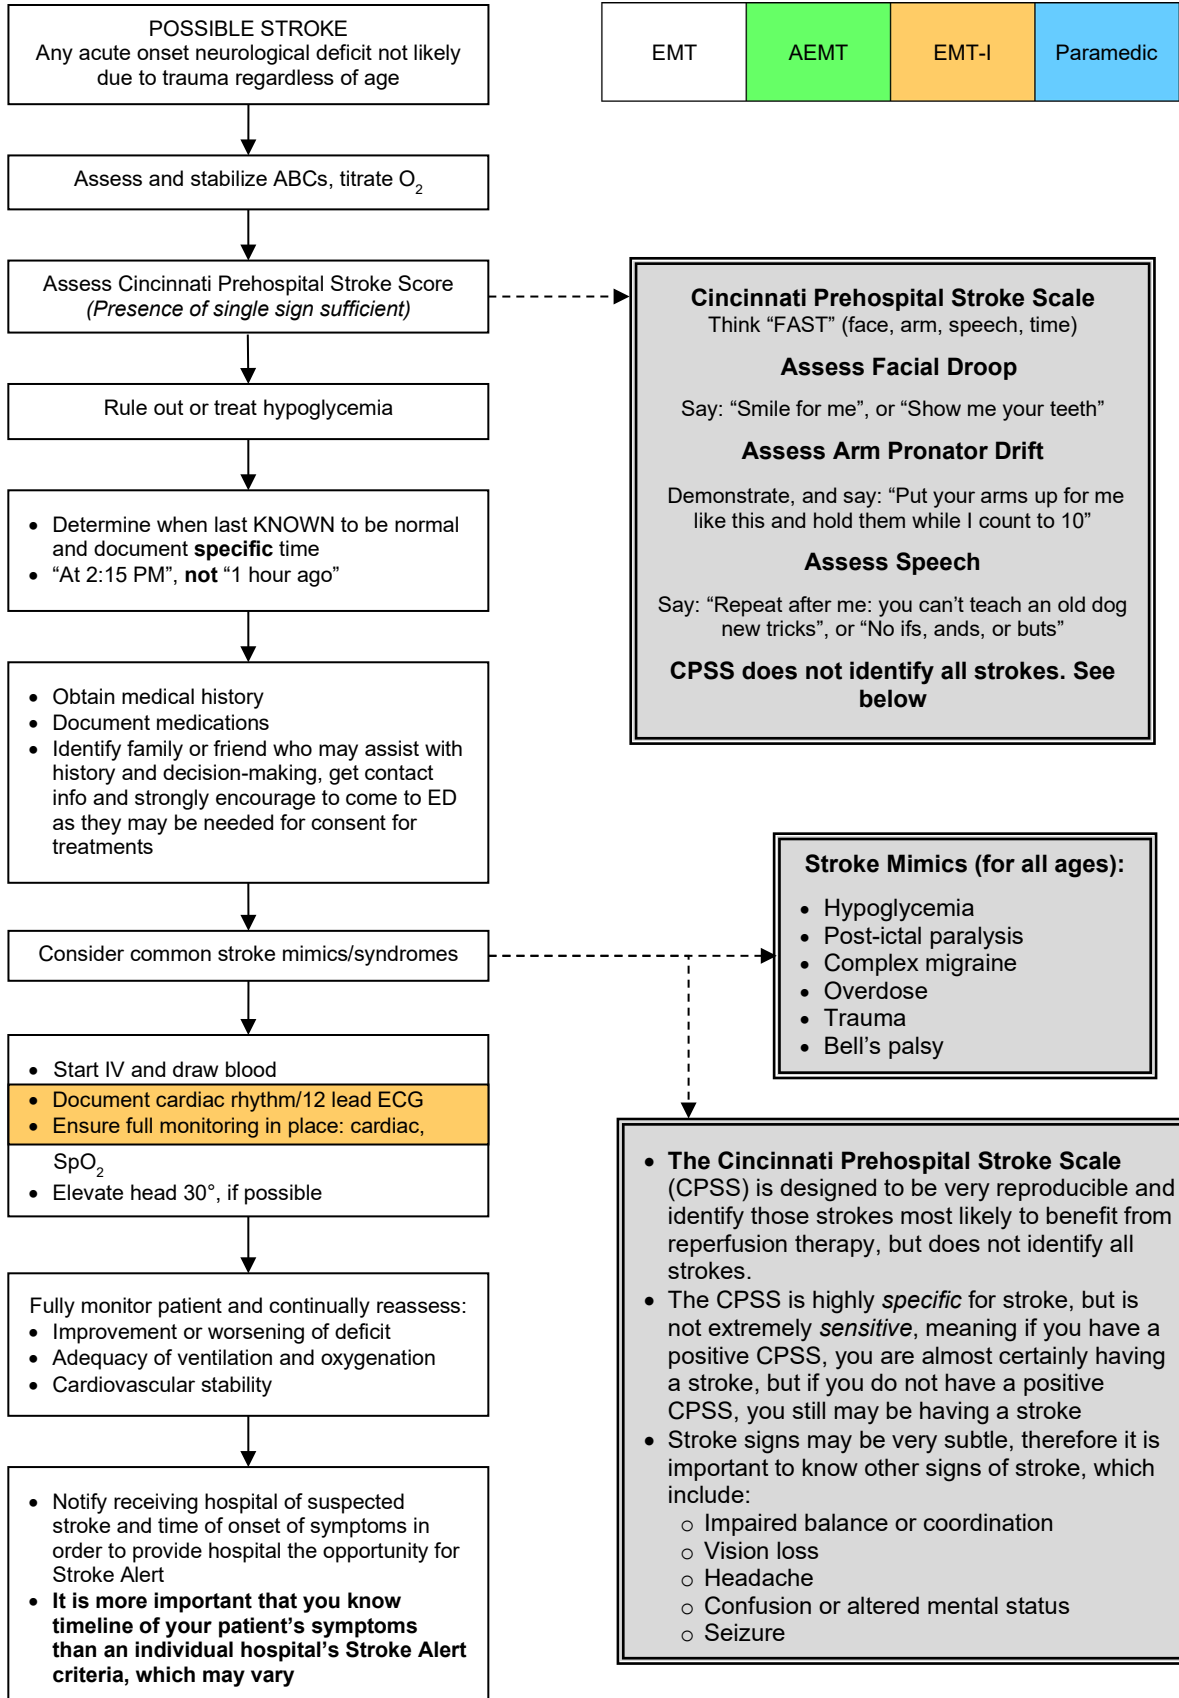 POSSIBLE STROKE
Any acute onset neurological deficit not likely
due to trauma regardless of age
EMT
AEMT
EMT-I
Paramedic
Assess and stabilize ABCs, titrate O₂
Assess Cincinnati Prehospital Stroke Score
(Presence of single sign sufficient)
Rule out or treat hypoglycemia
• Determine when last KNOWN to be normal
and document specific time
• “At 2:15 PM”, not “1 hour ago”
• Obtain medical history
• Document medications
• Identify family or friend who may assist with
history and decision-making, get contact
info and strongly encourage to come to ED
as they may be needed for consent for
treatments
Consider common stroke mimics/syndromes
• Start IV and draw blood
• Document cardiac rhythm/12 lead ECG
• Ensure full monitoring in place: cardiac,
SpO₂
• Elevate head 30°, if possible
Fully monitor patient and continually reassess:
• Improvement or worsening of deficit
• Adequacy of ventilation and oxygenation
• Cardiovascular stability
• Notify receiving hospital of suspected
stroke and time of onset of symptoms in
order to provide hospital the opportunity for
Stroke Alert
• It is more important that you know
timeline of your patient’s symptoms
than an individual hospital’s Stroke Alert
criteria, which may vary
Cincinnati Prehospital Stroke Scale
Think “FAST” (face, arm, speech, time)
Assess Facial Droop
Say: “Smile for me”, or “Show me your teeth”
Assess Arm Pronator Drift
Demonstrate, and say: “Put your arms up for me
like this and hold them while I count to 10”
Assess Speech
Say: “Repeat after me: you can’t teach an old dog
new tricks”, or “No ifs, ands, or buts”
CPSS does not identify all strokes. See
below
Stroke Mimics (for all ages):
• Hypoglycemia
• Post-ictal paralysis
• Complex migraine
• Overdose
• Trauma
• Bell’s palsy
• The Cincinnati Prehospital Stroke Scale
(CPSS) is designed to be very reproducible and
identify those strokes most likely to benefit from
reperfusion therapy, but does not identify all
strokes.
• The CPSS is highly specific for stroke, but is
not extremely sensitive, meaning if you have a
positive CPSS, you are almost certainly having
a stroke, but if you do not have a positive
CPSS, you still may be having a stroke
• Stroke signs may be very subtle, therefore it is
important to know other signs of stroke, which
include:
o Impaired balance or coordination
o Vision loss
o Headache
o Confusion or altered mental status
o Seizure